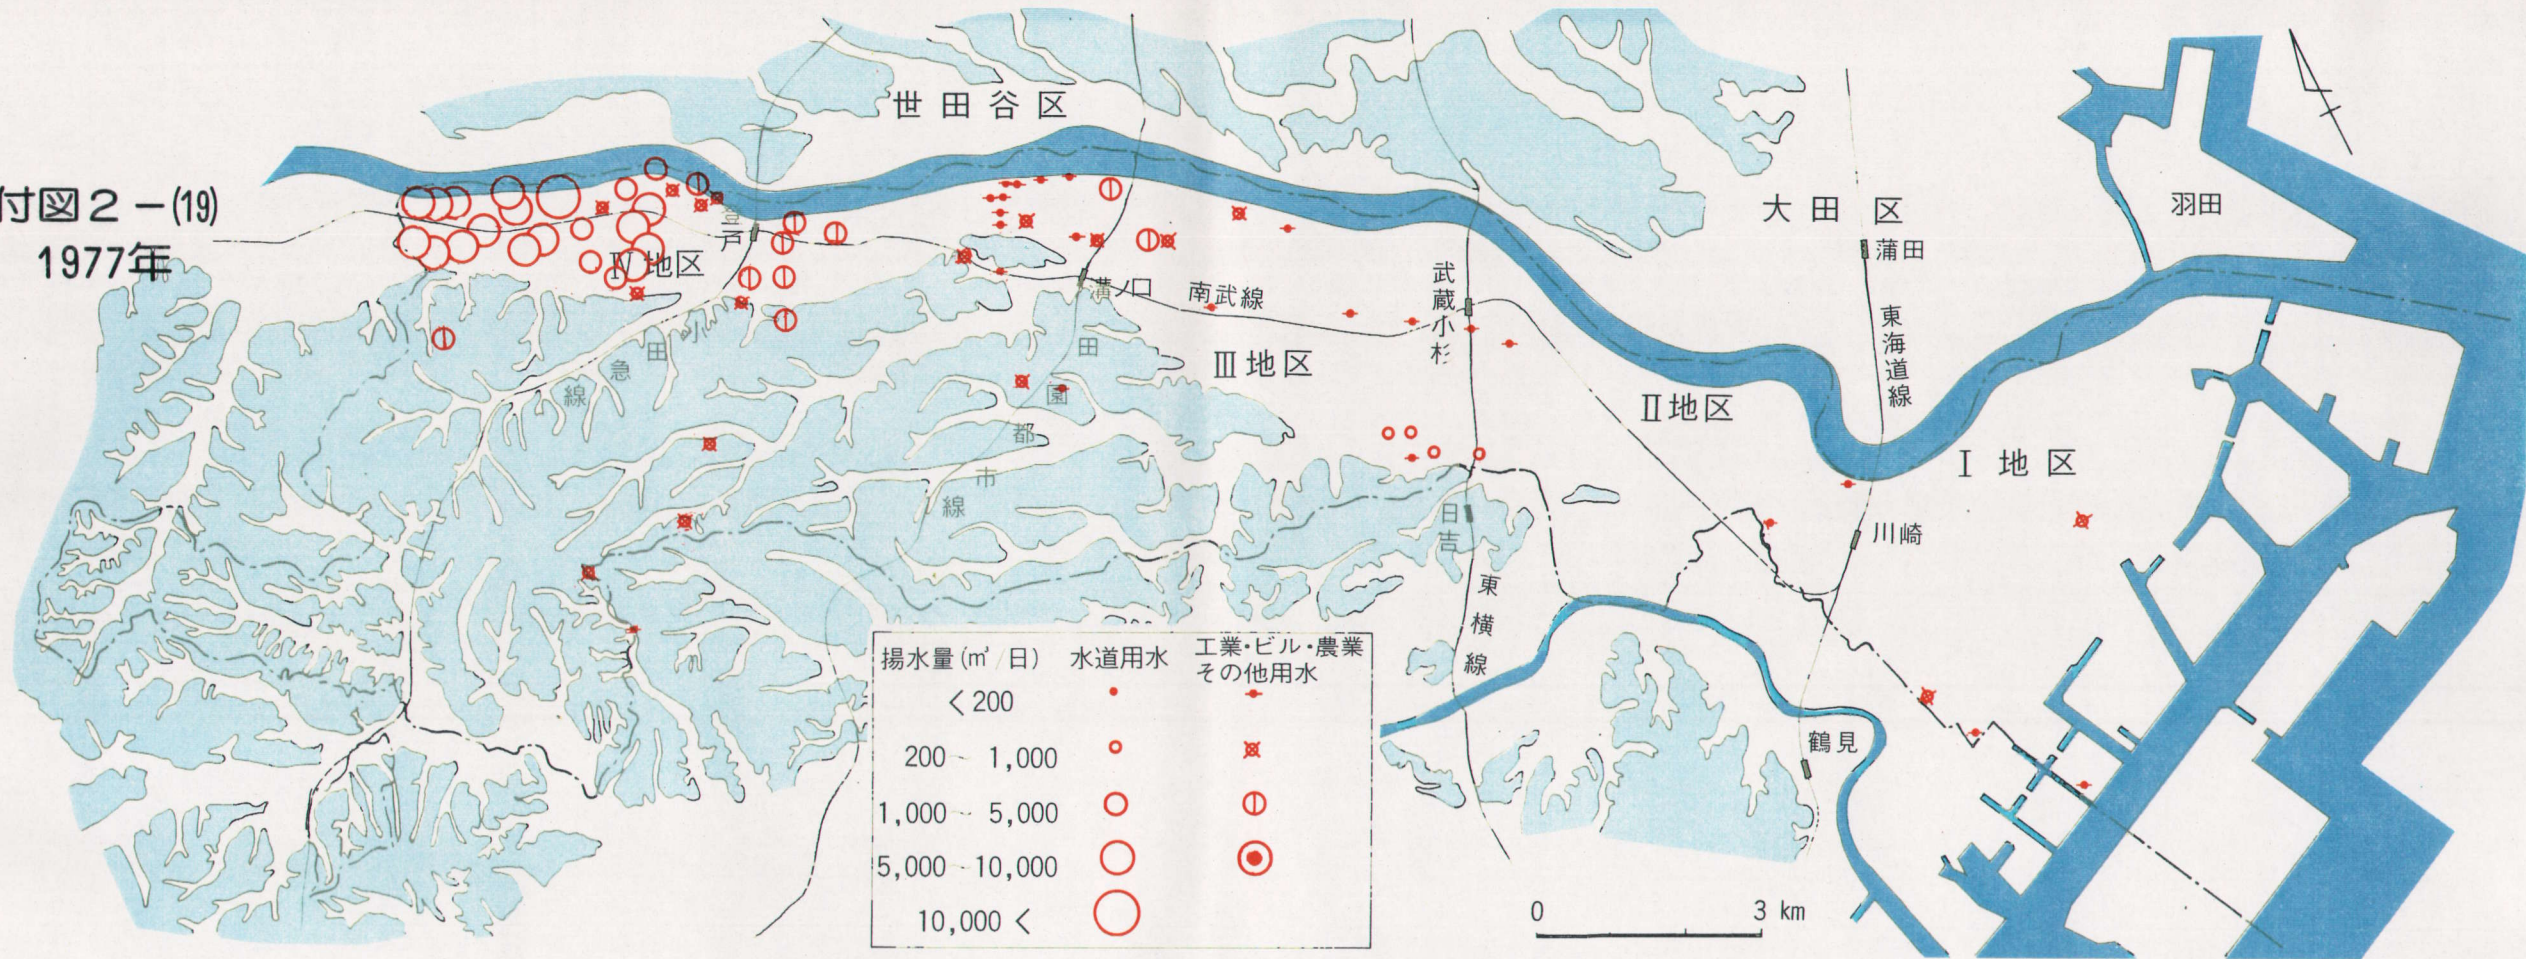 付図2-(19)
1977年
世田谷区
大田区
羽田
蒲田
東海道線
登戸
Ⅳ地区
溝ノ口
南武線
武蔵小杉
Ⅲ地区
Ⅱ地区
Ⅰ地区
小田急線
田園都市線
日吉
東横線
川崎
鶴見
揚水量(m³/日) 水道用水 工業・ビル・農業
その他用水
<200
200~1,000
1,000~5,000
5,000~10,000
10,000<
0 3 km